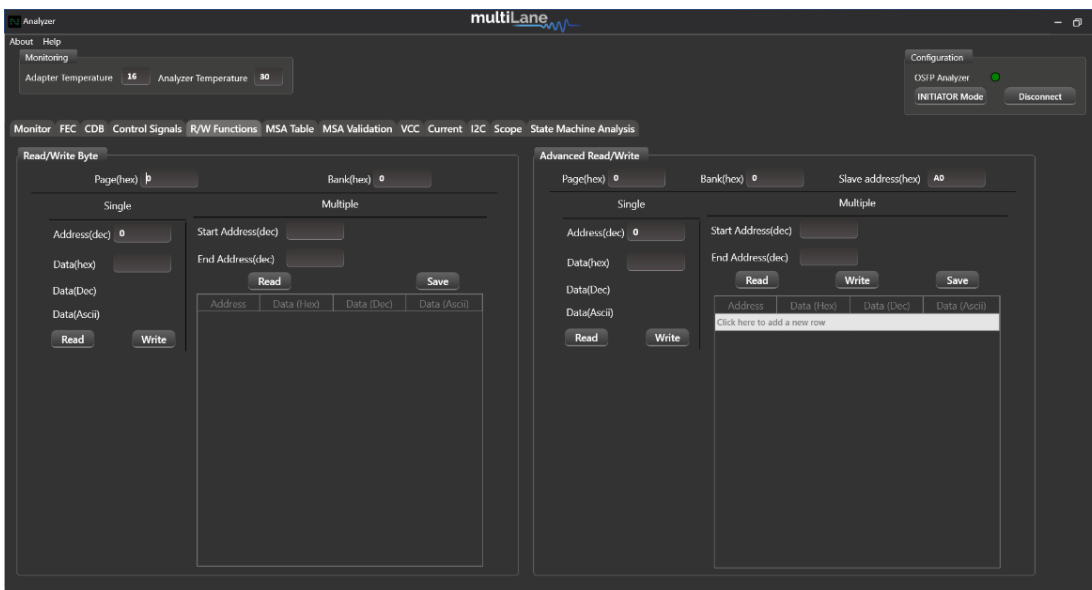 Analyzer
multiLane
About Help
Monitoring
Adapter Temperature 16 Analyzer Temperature 30
Configuration
OSFP Analyzer
INITIATOR Mode Disconnect
Monitor FEC CDB Control Signals R/W Functions MSA Table MSA Validation VCC Current I2C Scope State Machine Analysis
Read/Write Byte
Page(hex) 0 Bank(hex) 0
Single Multiple
Address(dec) 0 Start Address(dec)
Data(hex) End Address(dec)
Read Save
Data(Dec)
Data(Ascii)
Read Write
Address Data (Hex) Data (Dec) Data (Ascii)
Advanced Read/Write
Page(hex) 0 Bank(hex) 0 Slave address(hex) A0
Single Multiple
Address(dec) 0 Start Address(dec)
Data(hex) End Address(dec)
Read Write Save
Data(Dec)
Data(Ascii)
Read Write
Address Data (Hex) Data (Dec) Data (Ascii)
Click here to add a new row